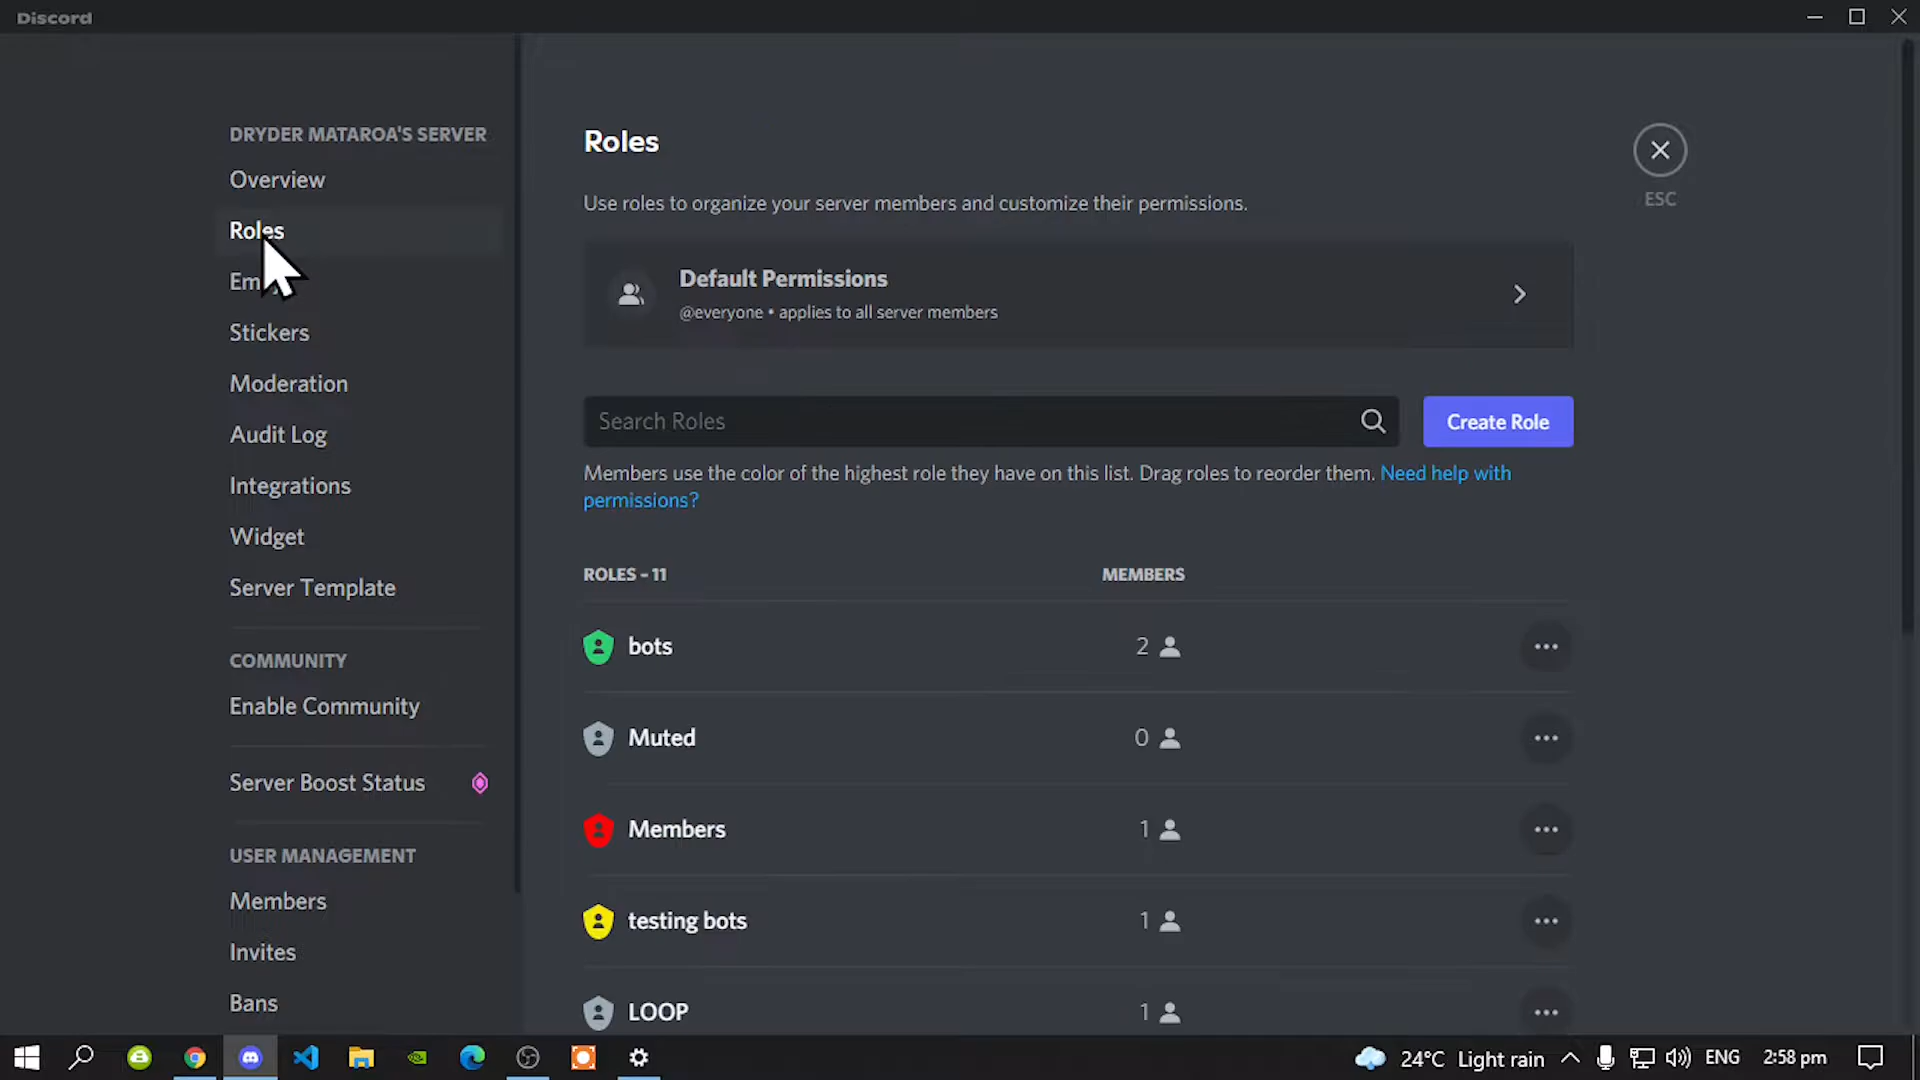 Discord
DRYDER MATAROA'S SERVER
Overview
Roles
Em
Stickers
Moderation
Audit Log
Integrations
Widget
Server Template
COMMUNITY
Enable Community
Server Boost Status
USER MANAGEMENT
Members
Invites
Bans
Roles
ESC
Use roles to organize your server members and customize their permissions.
Default Permissions
@everyone • applies to all server members
Search Roles
Create Role
Members use the color of the highest role they have on this list. Drag roles to reorder them. Need help with
permissions?
ROLES – 11 MEMBERS
bots 2
Muted 0
Members 1
testing bots 1
LOOP 1
24°C Light rain ENG 2:58 pm